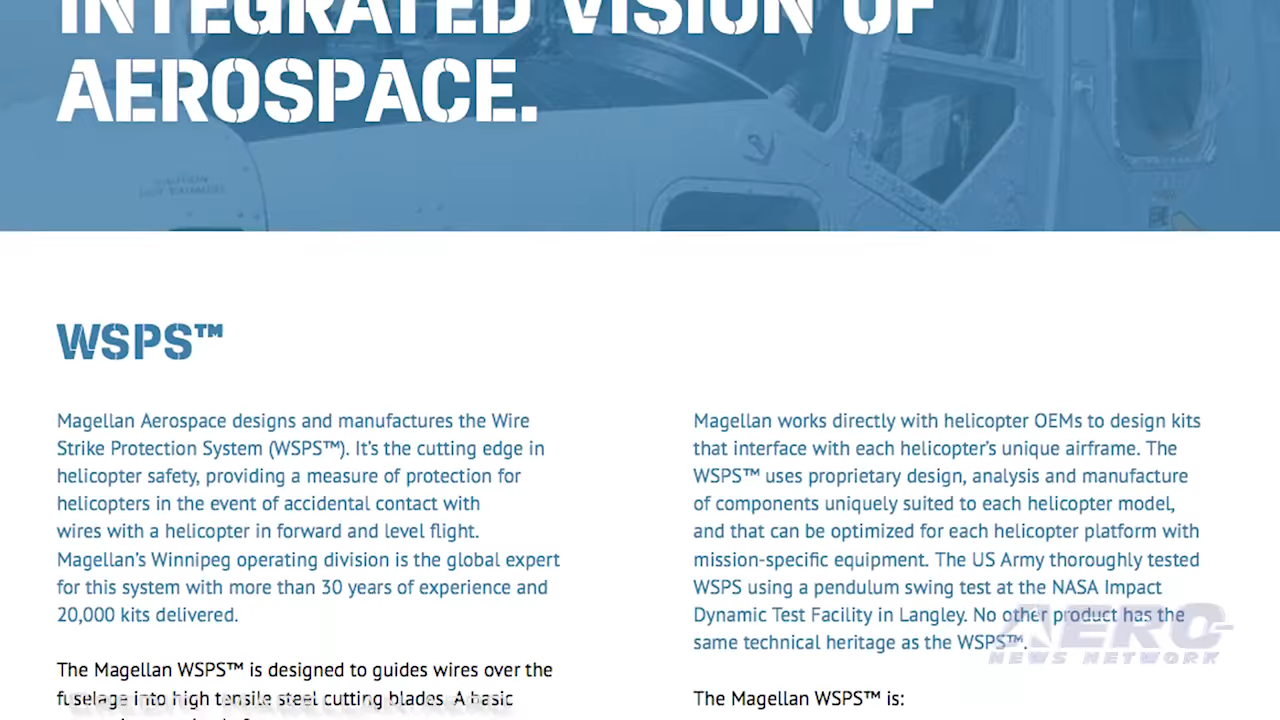 INTEGRATED VISION OF
AEROSPACE.
WSPS™
Magellan Aerospace designs and manufactures the Wire
Strike Protection System (WSPS™). It's the cutting edge in
helicopter safety, providing a measure of protection for
helicopters in the event of accidental contact with
wires with a helicopter in forward and level flight.
Magellan's Winnipeg operating division is the global expert
for this system with more than 30 years of experience and
20,000 kits delivered.
The Magellan WSPS™ is designed to guides wires over the
fuselage into high tensile steel cutting blades. A basic
Magellan works directly with helicopter OEMs to design kits
that interface with each helicopter's unique airframe. The
WSPS™ uses proprietary design, analysis and manufacture
of components uniquely suited to each helicopter model,
and that can be optimized for each helicopter platform with
mission-specific equipment. The US Army thoroughly tested
WSPS using a pendulum swing test at the NASA Impact
Dynamic Test Facility in Langley. No other product has the
same technical heritage as the WSPS™.
The Magellan WSPS™ is:
AERO
NEWS NETWORK